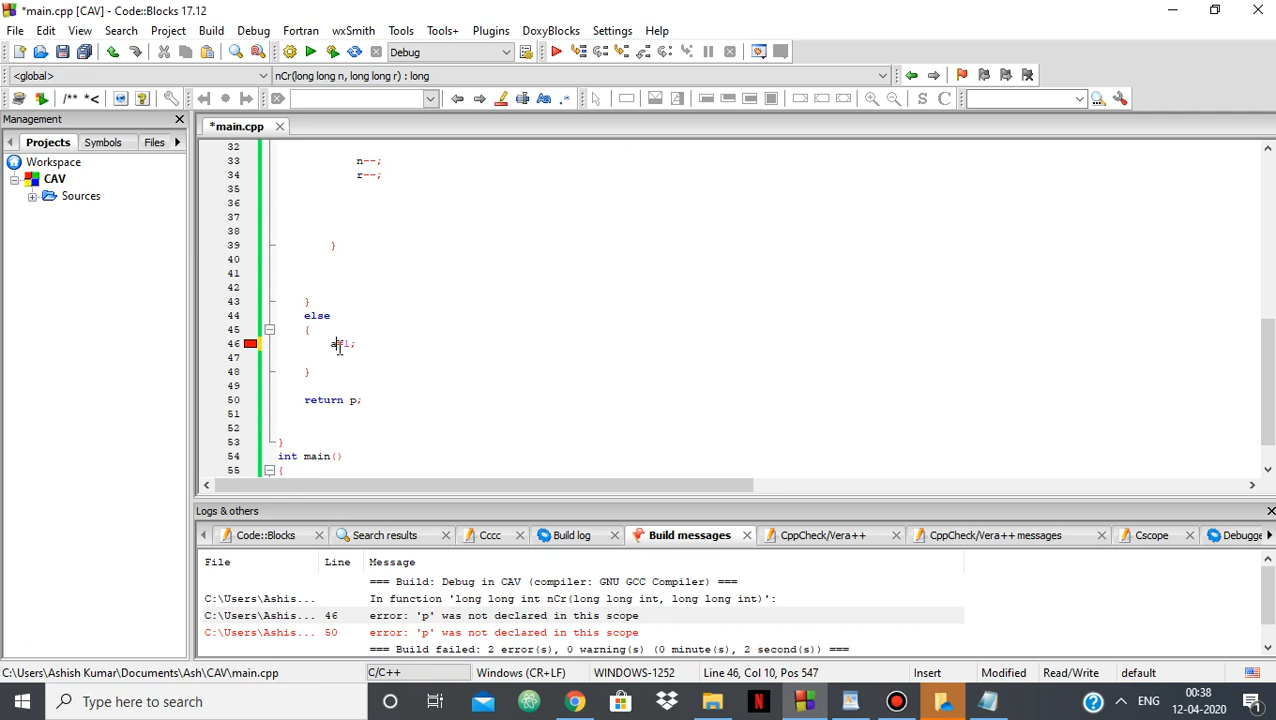 *main.cpp [CAV] - Code::Blocks 17.12
File Edit View Search Project Build Debug Fortran wxSmith Tools Tools+ Plugins DoxyBlocks Settings Help
Debug
<global> nCr(long long n, long long r) : long
/** *<
Management
*main.cpp
Projects Symbols Files
Workspace
CAV
Sources
32
33 n--;
34 r--;
35
36
37
38
39 }
40
41
42
43 }
44 else
45 {
46 a=1;
47
48 }
49
50 return p;
51
52
53 }
54 int main()
55 {
Logs & others
Code::Blocks Search results Cccc Build log Build messages CppCheck/Vera++ CppCheck/Vera++ messages Cscope Debugge
File Line Message
=== Build: Debug in CAV (compiler: GNU GCC Compiler) ===
C:\Users\Ashis... In function 'long long int nCr(long long int, long long int)':
C:\Users\Ashis... 46 error: 'p' was not declared in this scope
C:\Users\Ashis... 50 error: 'p' was not declared in this scope
=== Build failed: 2 error(s), 0 warning(s) (0 minute(s), 2 second(s)) ===
C:\Users\Ashish Kumar\Documents\Ash\CAV\main.cpp C/C++ Windows (CR+LF) WINDOWS-1252 Line 46, Col 10, Pos 547 Insert Modified Read/Write default
Type here to search
ENG
00:38
12-04-2020